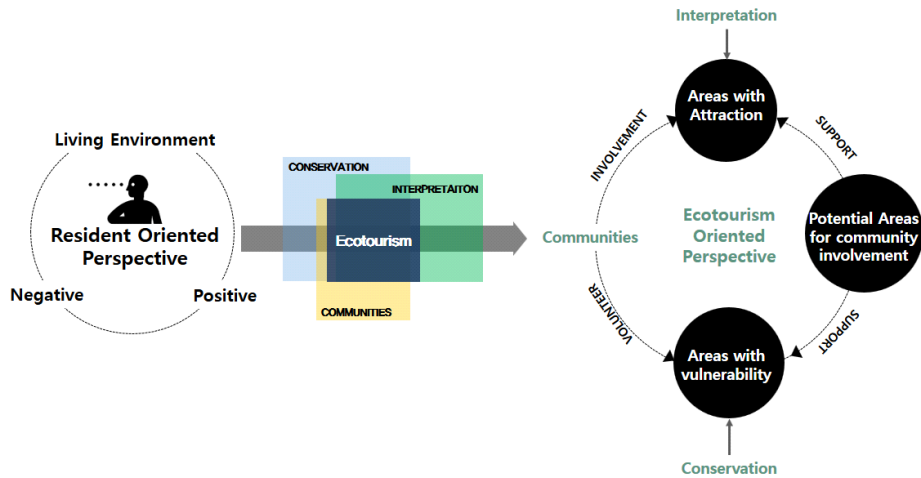 Living Environment
Resident Oriented
Perspective
Negative
Positive
CONSERVATION
INTERPRETAITON
Ecotourism
COMMUNITIES
Interpretation
Areas with
Attraction
INVOLVEMENT
SUPPORT
Communities
Ecotourism
Oriented
Perspective
Potential Areas
for community
involvement
VOLUNTEER
SUPPORT
Areas with
vulnerability
Conservation